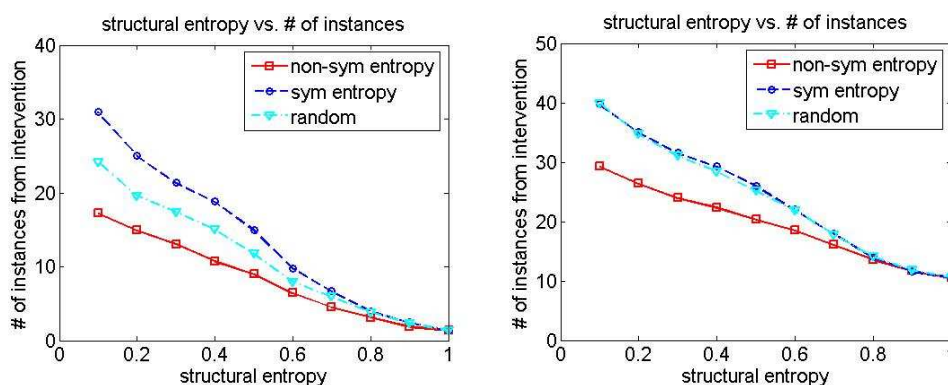 structural entropy vs. # of instances
40
30
20
10
0
# of instances from intervention
non-sym entropy
sym entropy
random
0 0.2 0.4 0.6 0.8 1
structural entropy
structural entropy vs. # of instances
50
40
30
20
10
0
# of instances from intervention
non-sym entropy
sym entropy
random
0 0.2 0.4 0.6 0.8
structural entropy